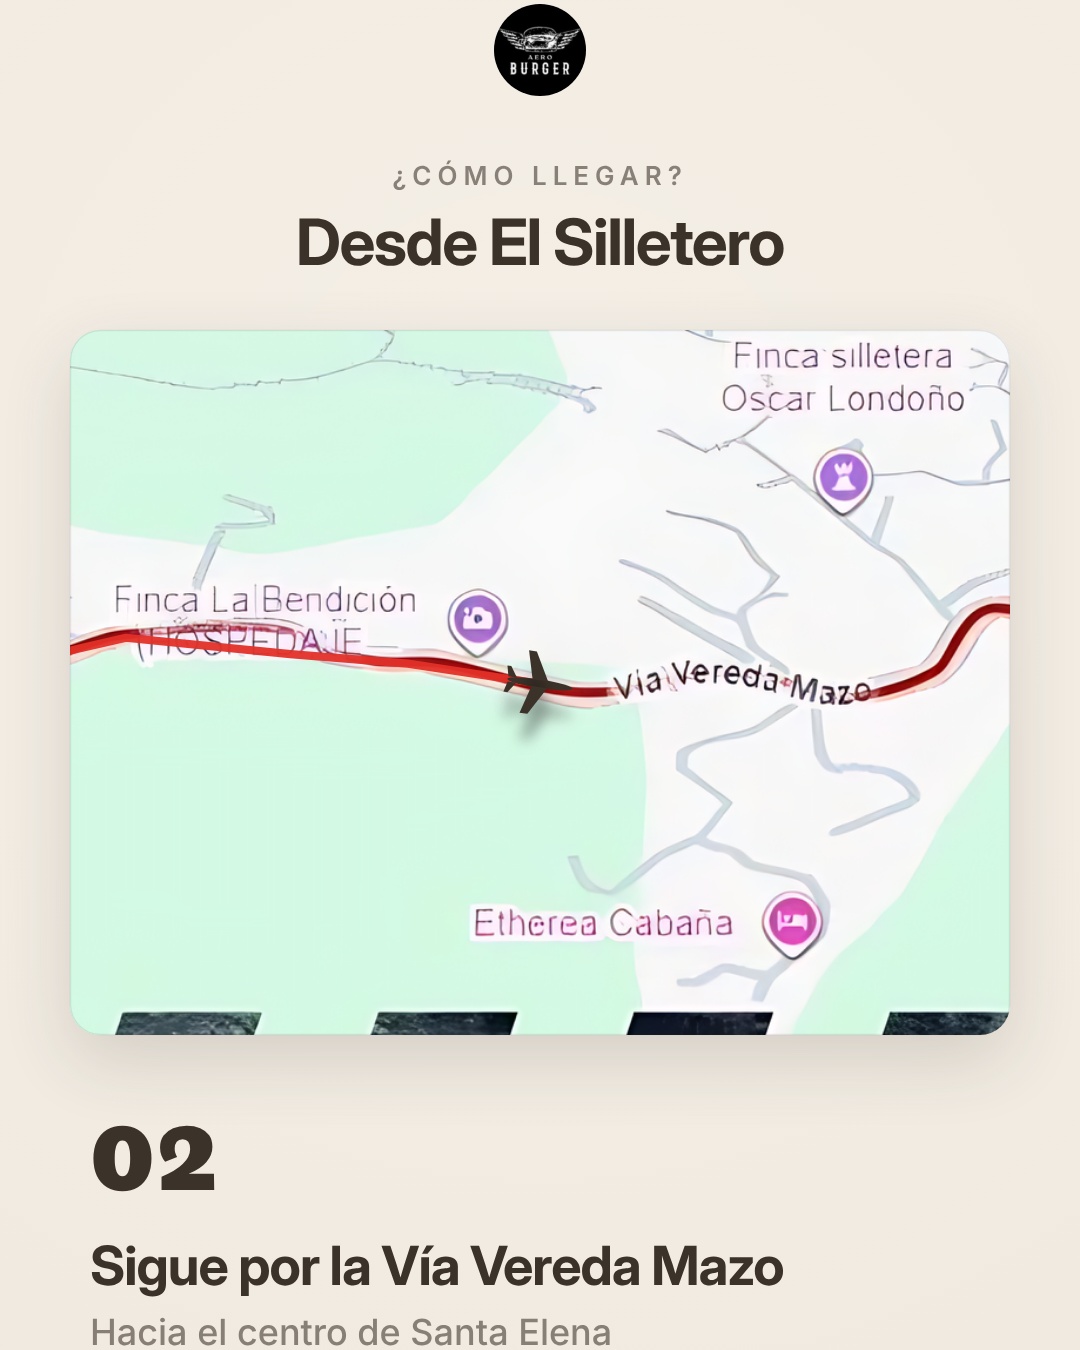 AERO
BURGER
¿CÓMO LLEGAR?
Desde El Silletero
Finca silletera
Oscar Londoño
Finca La Bendición
(HOSPEDAJE
Vía Vereda Mazo
Etherea Cabaña
02
Sigue por la Vía Vereda Mazo
Hacia el centro de Santa Elena